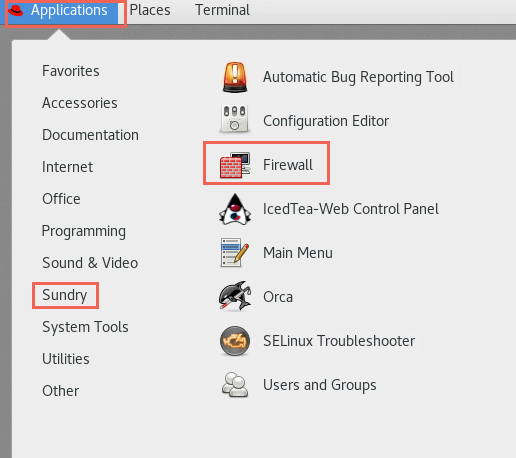 Applications Places Terminal
Favorites
Accessories
Documentation
Internet
Office
Programming
Sound & Video
Sundry
System Tools
Utilities
Other
Automatic Bug Reporting Tool
Configuration Editor
Firewall
IcedTea-Web Control Panel
Main Menu
Orca
SELinux Troubleshooter
Users and Groups